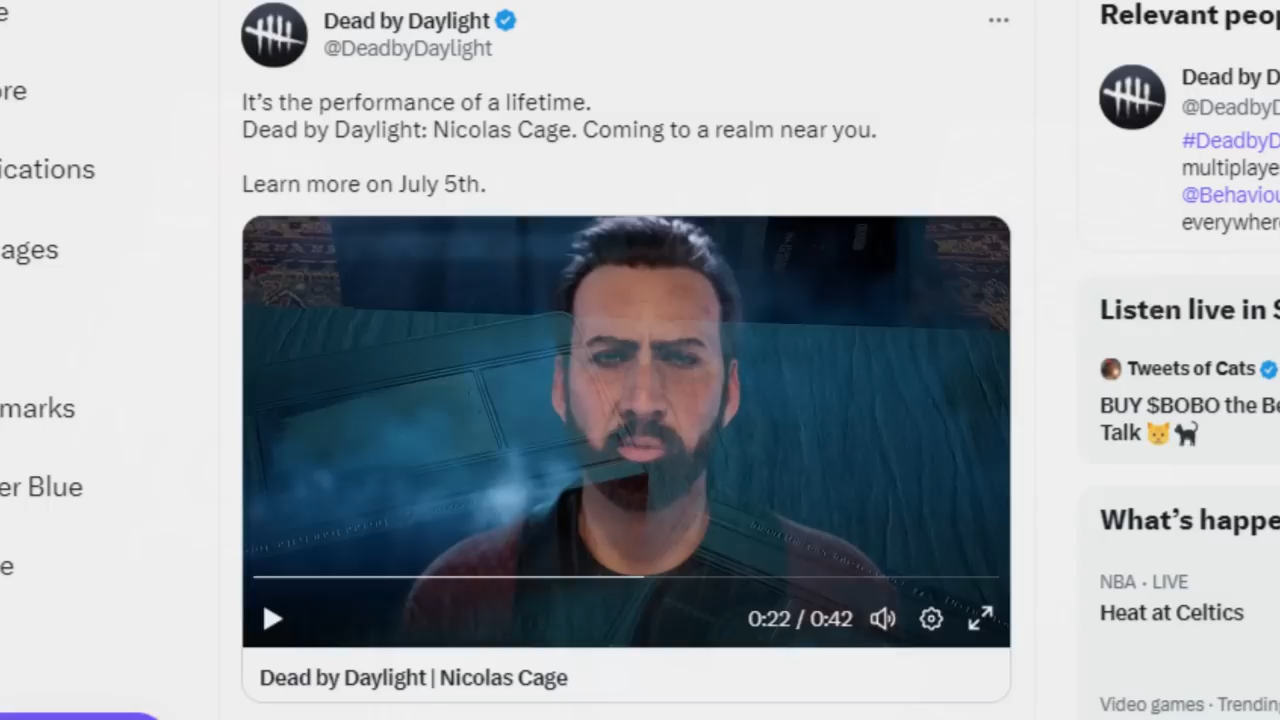 e
Dead by Daylight
@DeadbyDaylight
ore
ications
ages
marks
er Blue
e
It's the performance of a lifetime.
Dead by Daylight: Nicolas Cage. Coming to a realm near you.
Learn more on July 5th.
0:22 / 0:42
Dead by Daylight | Nicolas Cage
Relevant peop
Dead by D
@DeadbyD
#DeadbyD
multiplaye
@Behaviou
everywhere
Listen live in S
Tweets of Cats
BUY $BOBO the Be
Talk 🐱🐈‍⬛
What's happe
NBA · LIVE
Heat at Celtics
Video games · Trending